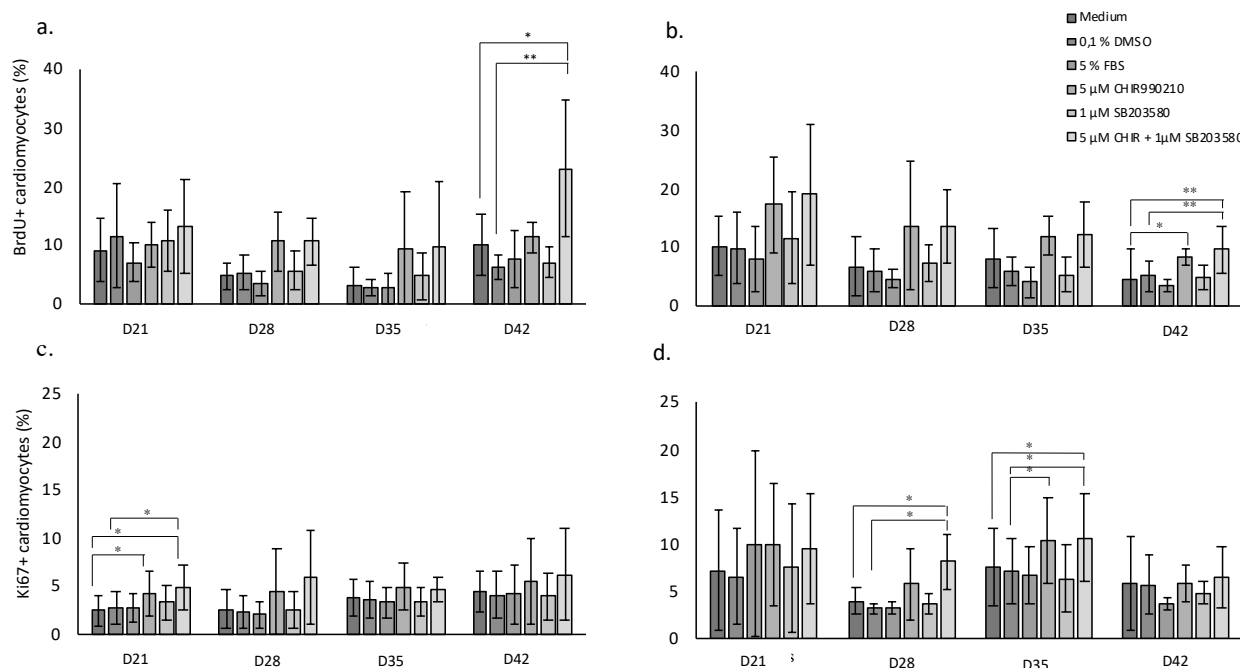 a.
BrdU+ cardiomyocytes (%)
40
30
20
10
0
*
**
D21
D28
D35
D42
b.
40
30
20
10
0
**
**
*
D21
D28
D35
D42
Medium
0,1 % DMSO
5 % FBS
5 µM CHIR990210
1 µM SB203580
5 µM CHIR + 1µM SB203580
c.
Ki67+ cardiomyocytes (%)
25
20
15
10
5
0
*
*
*
D21
D28
D35
D42
d.
25
20
15
10
5
0
*
*
*
*
*
D21
D28
D35
D42